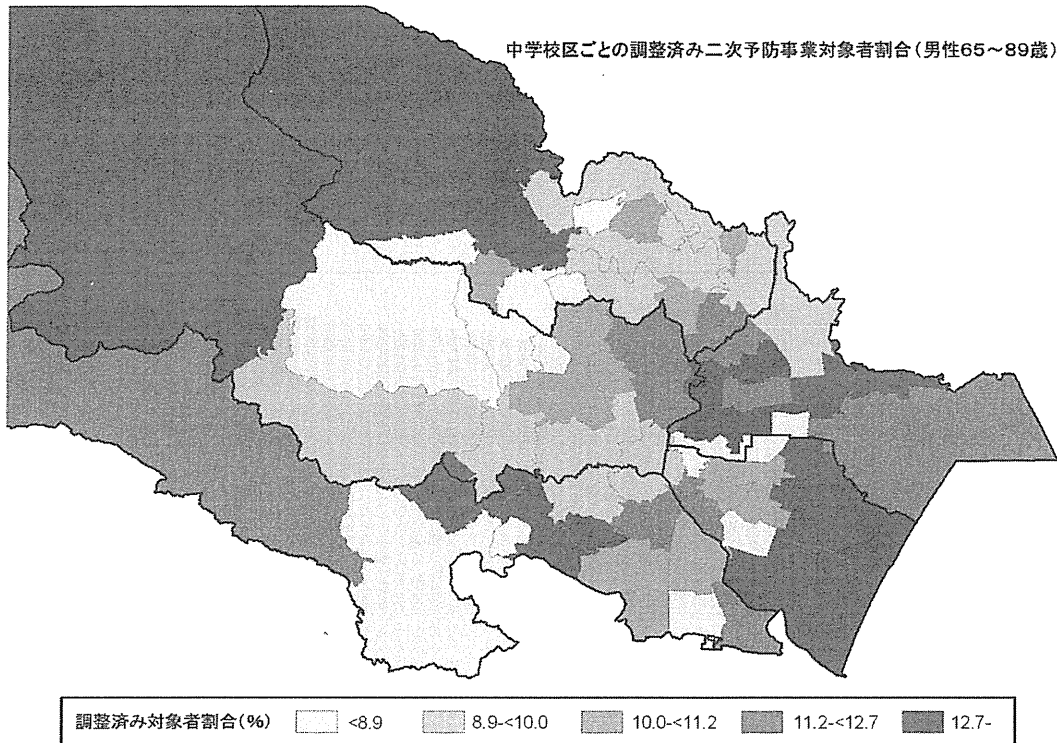 中学校区ごとの調整済み二次予防事業対象者割合(男性65～89歳)
調整済み対象者割合(%) <8.9 8.9-<10.0 10.0-<11.2 11.2-<12.7 12.7-